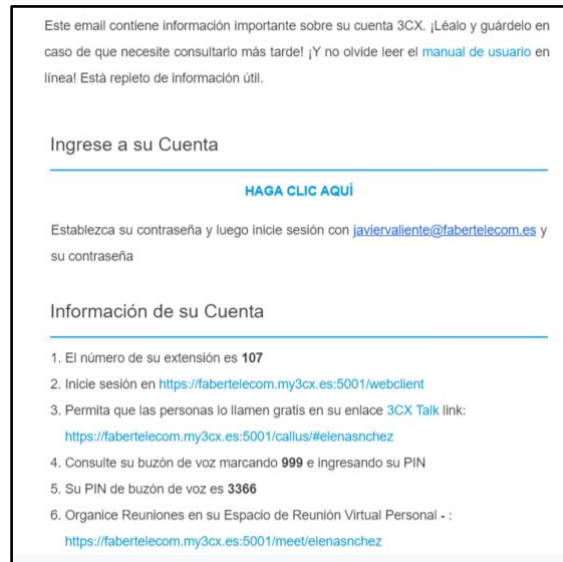 Este email contiene información importante sobre su cuenta 3CX. ¡Léalo y guárdelo en
caso de que necesite consultarlo más tarde! ¡Y no olvide leer el manual de usuario en
línea! Está repleto de información útil.
Ingrese a su Cuenta
HAGA CLIC AQUÍ
Establezca su contraseña y luego inicie sesión con javiervaliente@fabertelecom.es y
su contraseña
Información de su Cuenta
1. El número de su extensión es 107
2. Inicie sesión en https://fabertelecom.my3cx.es:5001/webclient
3. Permita que las personas lo llamen gratis en su enlace 3CX Talk link:
https://fabertelecom.my3cx.es:5001/callus/#elenasnchez
4. Consulte su buzón de voz marcando 999 e ingresando su PIN
5. Su PIN de buzón de voz es 3366
6. Organice Reuniones en su Espacio de Reunión Virtual Personal - :
https://fabertelecom.my3cx.es:5001/meet/elenasnchez